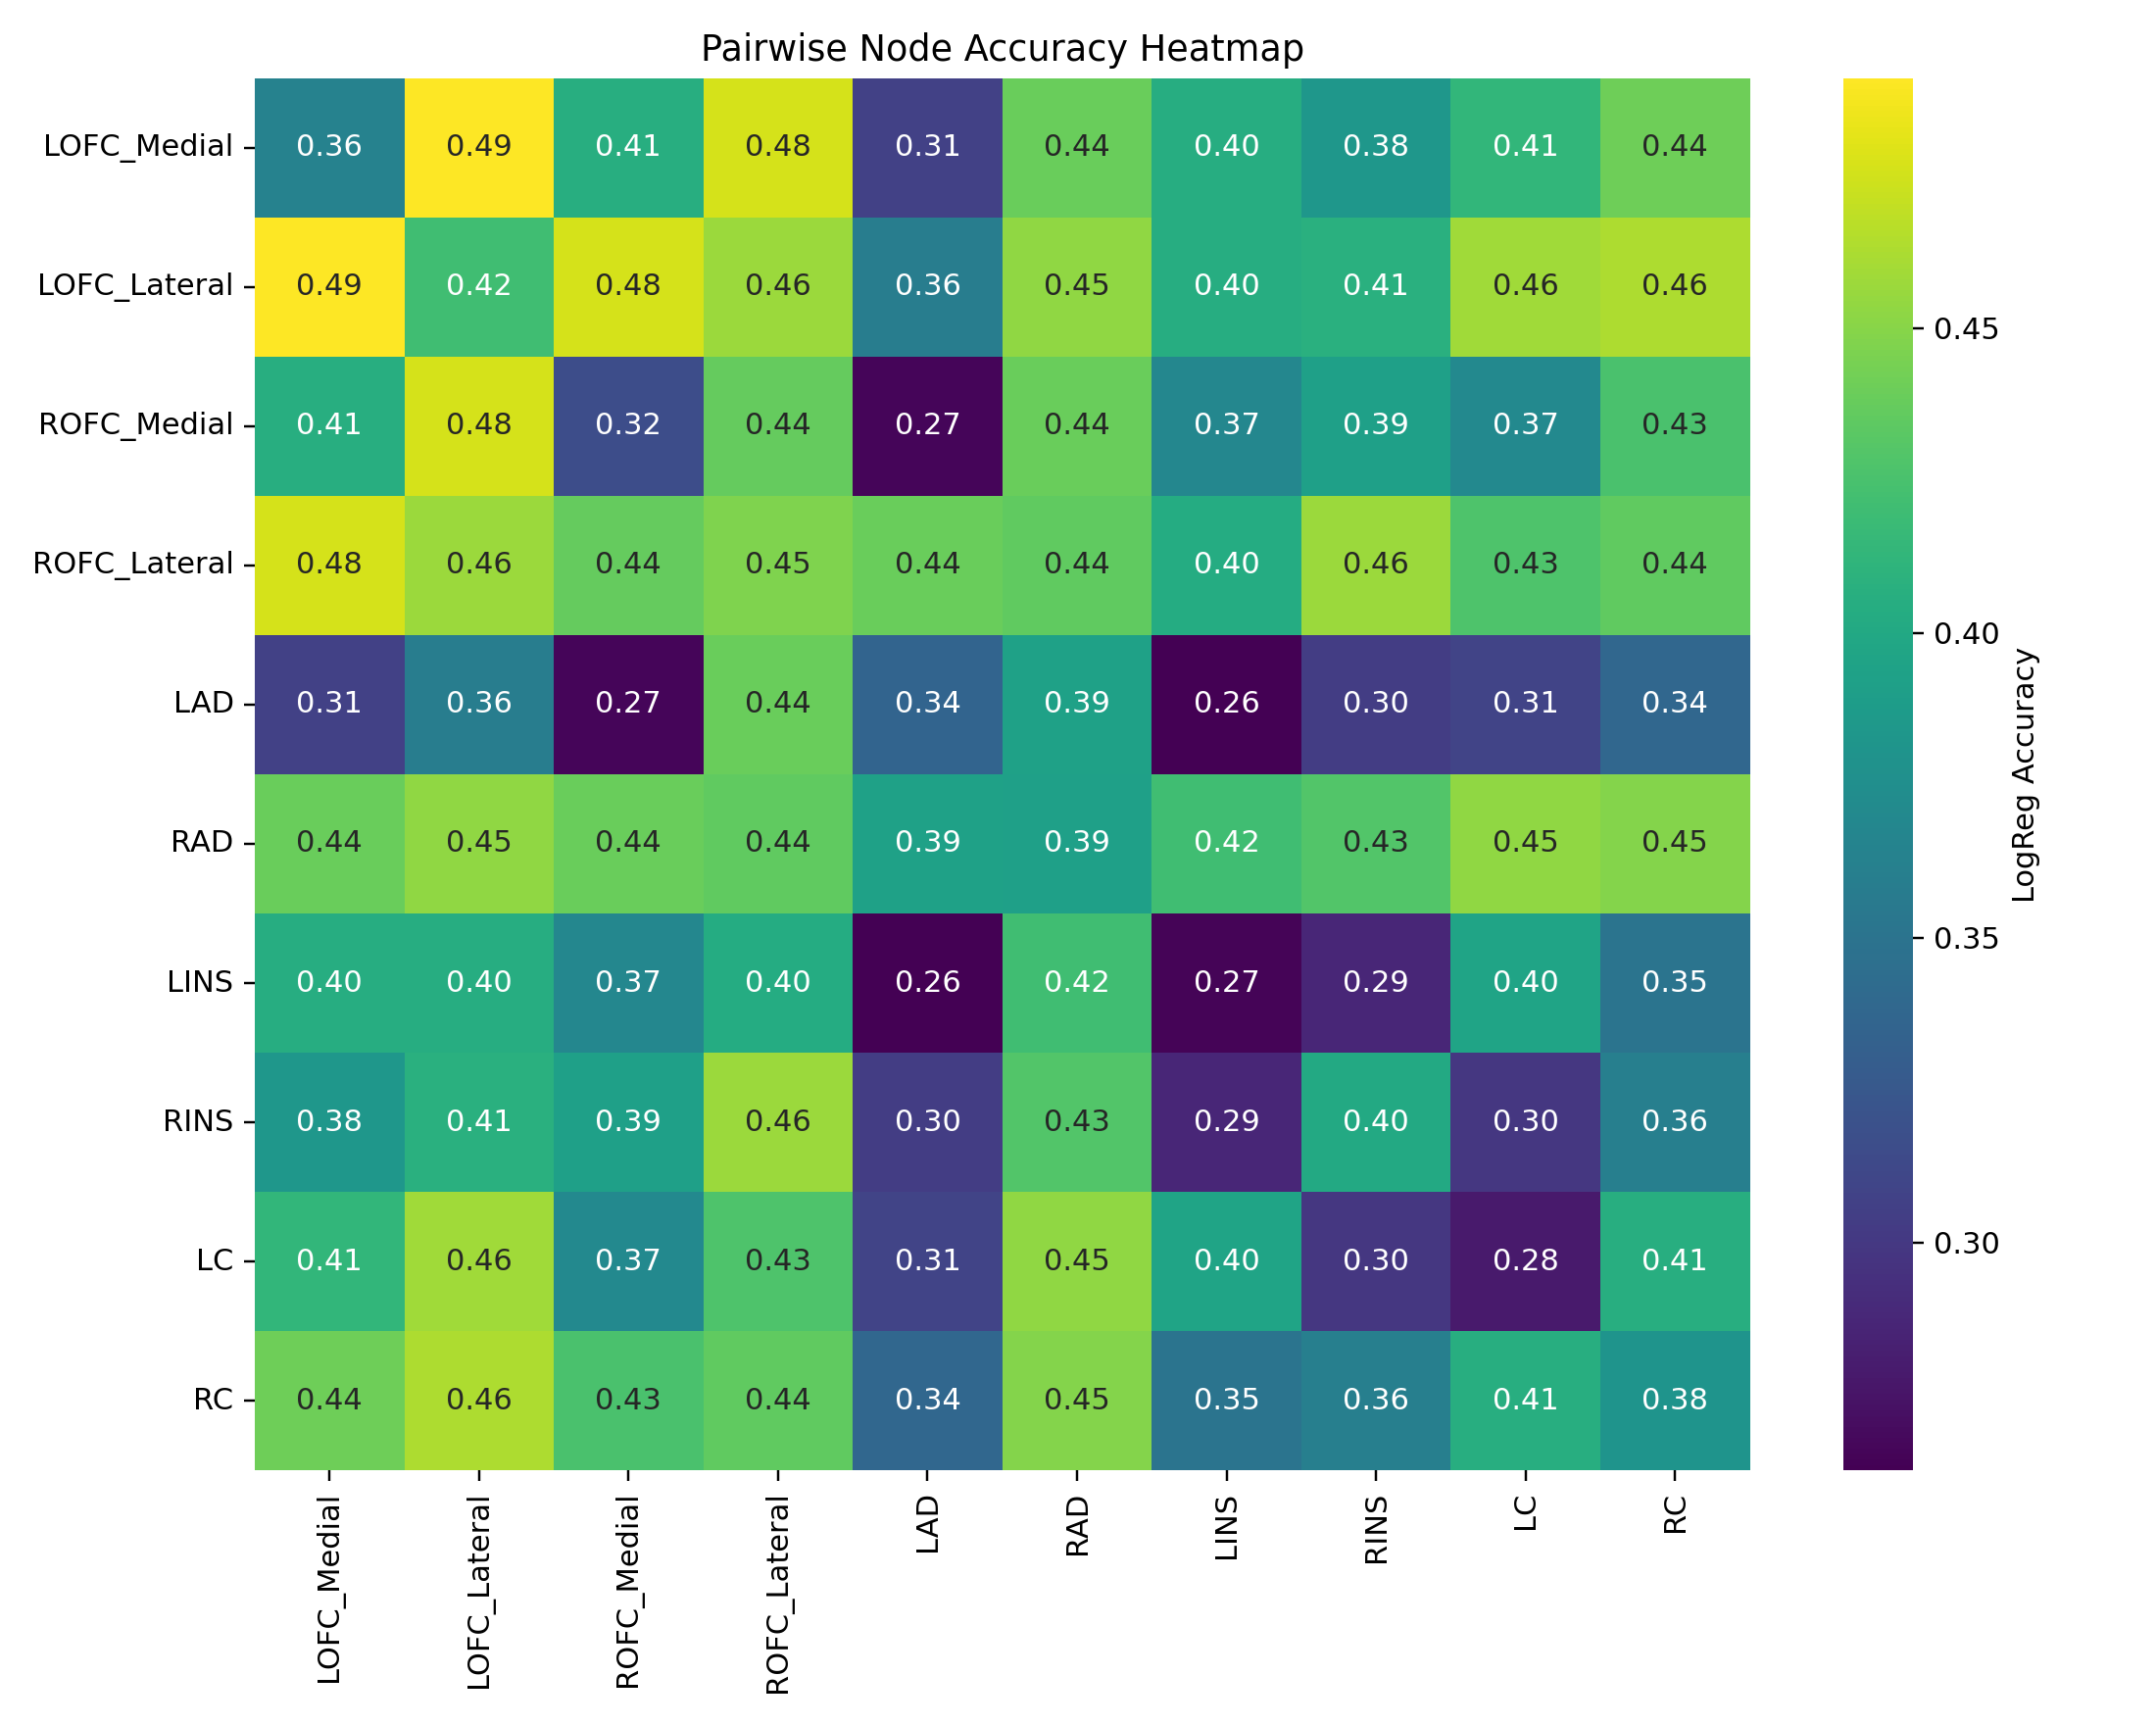 Pairwise Node Accuracy Heatmap
LOFC_Medial 0.36 0.49 0.41 0.48 0.31 0.44 0.40 0.38 0.41 0.44
LOFC_Lateral 0.49 0.42 0.48 0.46 0.36 0.45 0.40 0.41 0.46 0.46
ROFC_Medial 0.41 0.48 0.32 0.44 0.27 0.44 0.37 0.39 0.37 0.43
ROFC_Lateral 0.48 0.46 0.44 0.45 0.44 0.44 0.40 0.46 0.43 0.44
LAD 0.31 0.36 0.27 0.44 0.34 0.39 0.26 0.30 0.31 0.34
RAD 0.44 0.45 0.44 0.44 0.39 0.39 0.42 0.43 0.45 0.45
LINS 0.40 0.40 0.37 0.40 0.26 0.42 0.27 0.29 0.40 0.35
RINS 0.38 0.41 0.39 0.46 0.30 0.43 0.29 0.40 0.30 0.36
LC 0.41 0.46 0.37 0.43 0.31 0.45 0.40 0.30 0.28 0.41
RC 0.44 0.46 0.43 0.44 0.34 0.45 0.35 0.36 0.41 0.38
LOFC_Medial
LOFC_Lateral
ROFC_Medial
ROFC_Lateral
LAD
RAD
LINS
RINS
LC
RC
0.45
0.40
0.35
0.30
LogReg Accuracy